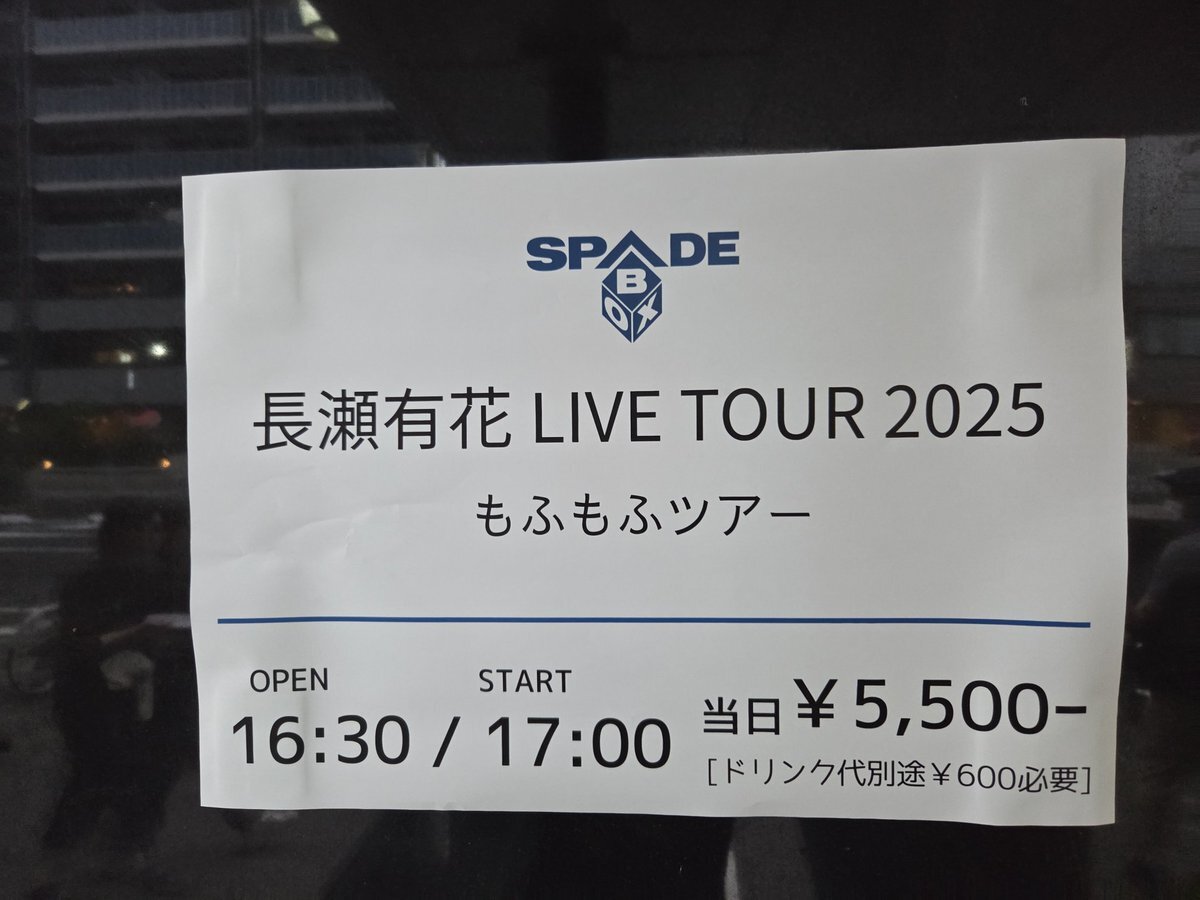 SPADE
BOX
長瀬有花 LIVE TOUR 2025
もふもふツアー
OPEN START
16:30 / 17:00 当日¥5,500-
[ドリンク代別途¥600必要]